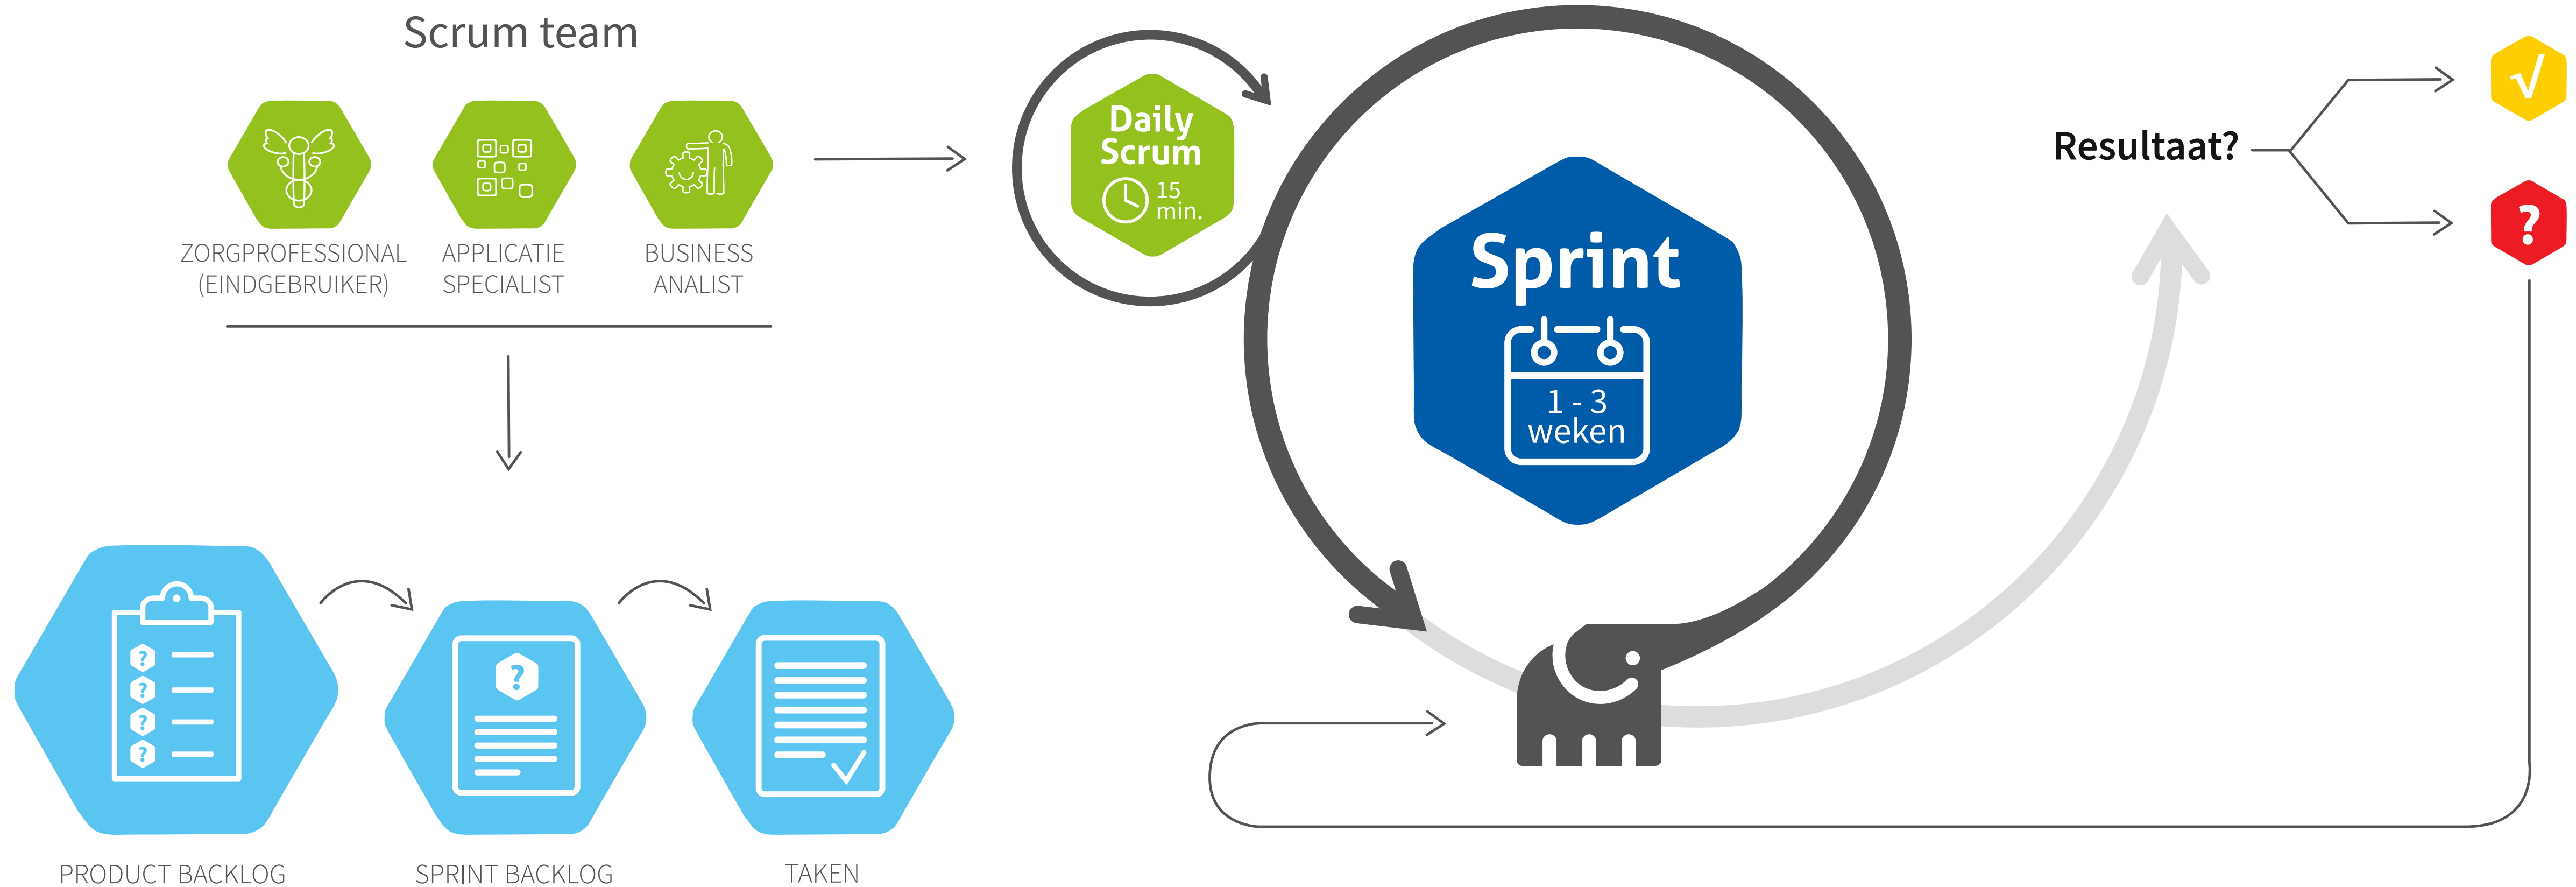 Scrum team
ZORGPROFESSIONAL
(EINDGEBRUIKER)
APPLICATIE
SPECIALIST
BUSINESS
ANALIST
Daily
Scrum
15
min.
Sprint
1 - 3
weken
Resultaat?
√
?
?
?
?
?
?
PRODUCT BACKLOG
SPRINT BACKLOG
TAKEN